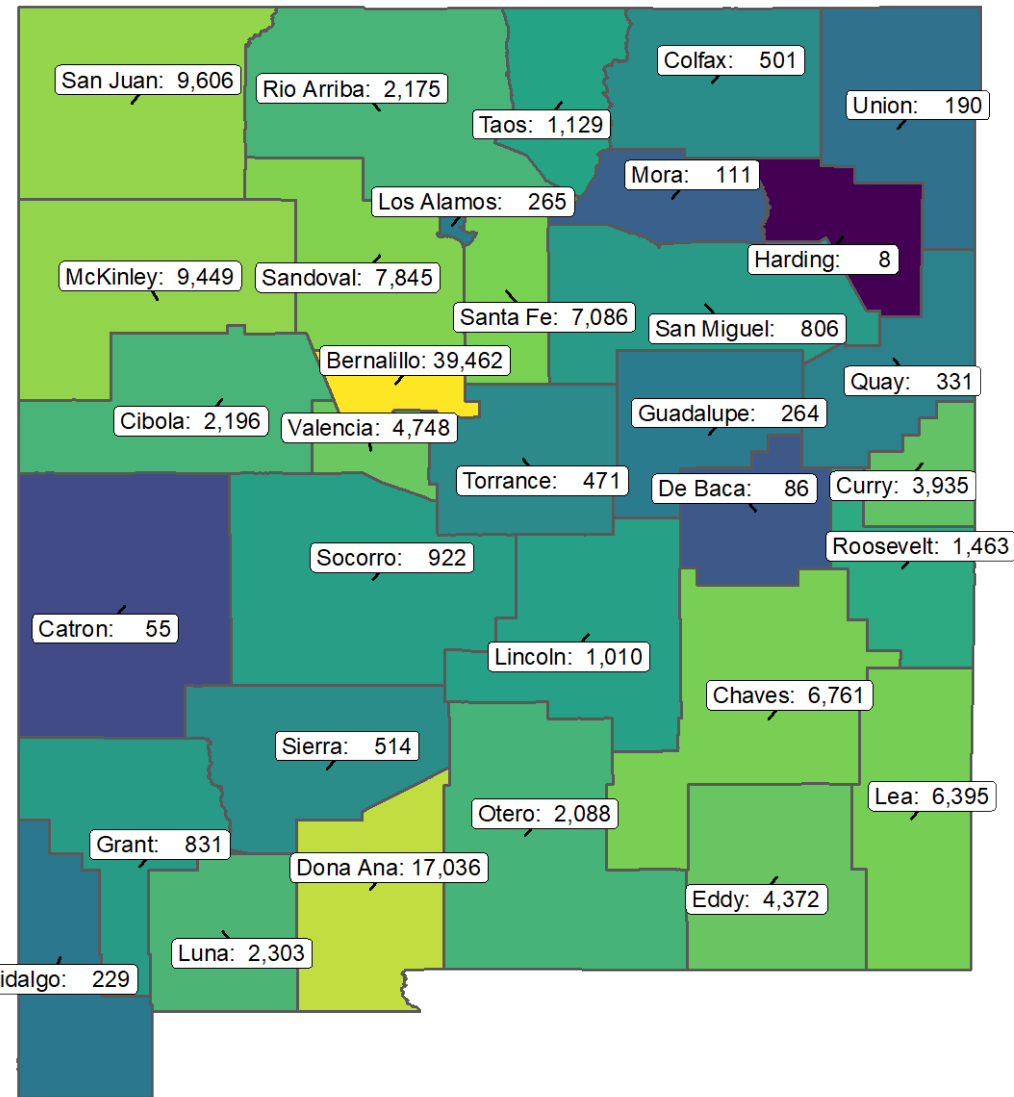 San Juan: 9,606
Rio Arriba: 2,175
Colfax: 501
Union: 190
Taos: 1,129
Mora: 111
Los Alamos: 265
Harding: 8
McKinley: 9,449
Sandoval: 7,845
Santa Fe: 7,086
San Miguel: 806
Bernalillo: 39,462
Quay: 331
Cibola: 2,196
Valencia: 4,748
Guadalupe: 264
Torrance: 471
De Baca: 86
Curry: 3,935
Socorro: 922
Roosevelt: 1,463
Catron: 55
Lincoln: 1,010
Chaves: 6,761
Sierra: 514
Otero: 2,088
Lea: 6,395
Grant: 831
Dona Ana: 17,036
Eddy: 4,372
Luna: 2,303
idalgo: 229